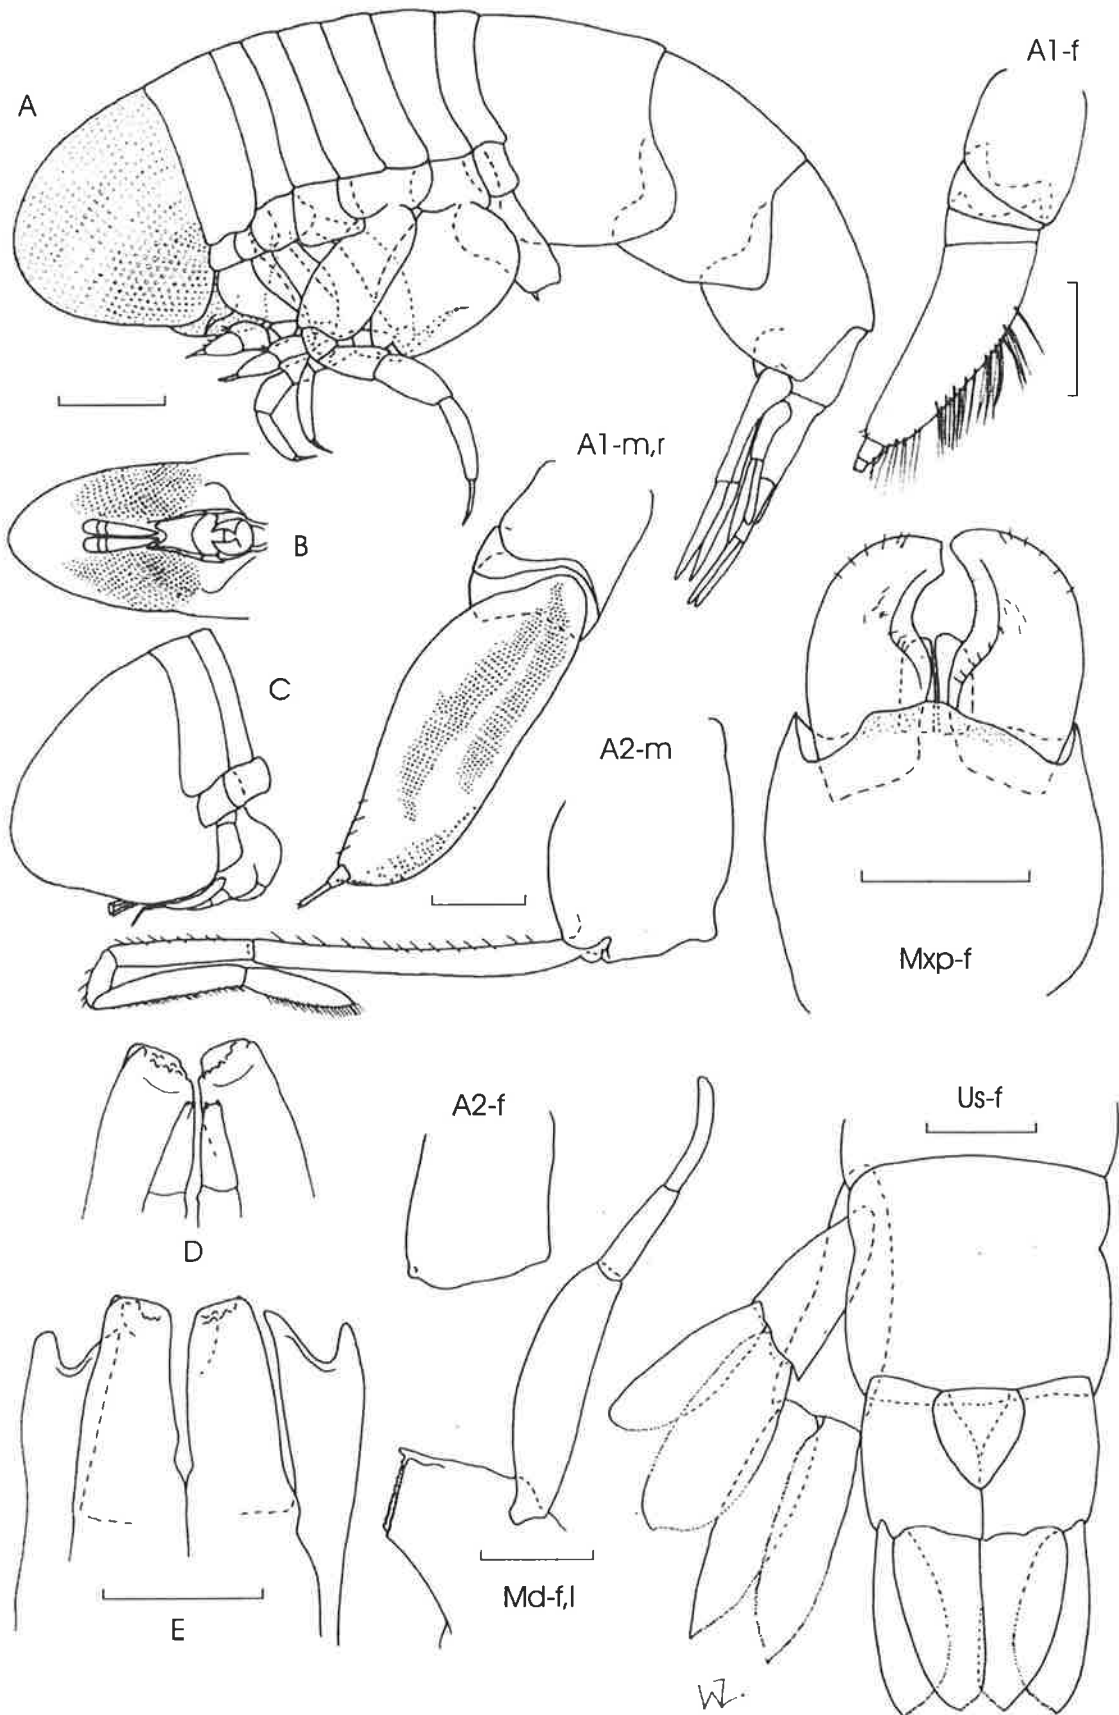 A
A1-f
A1-m,r
B
C
A2-m
Mxp-f
A2-f
Us-f
D
E
Md-f,l
WZ.